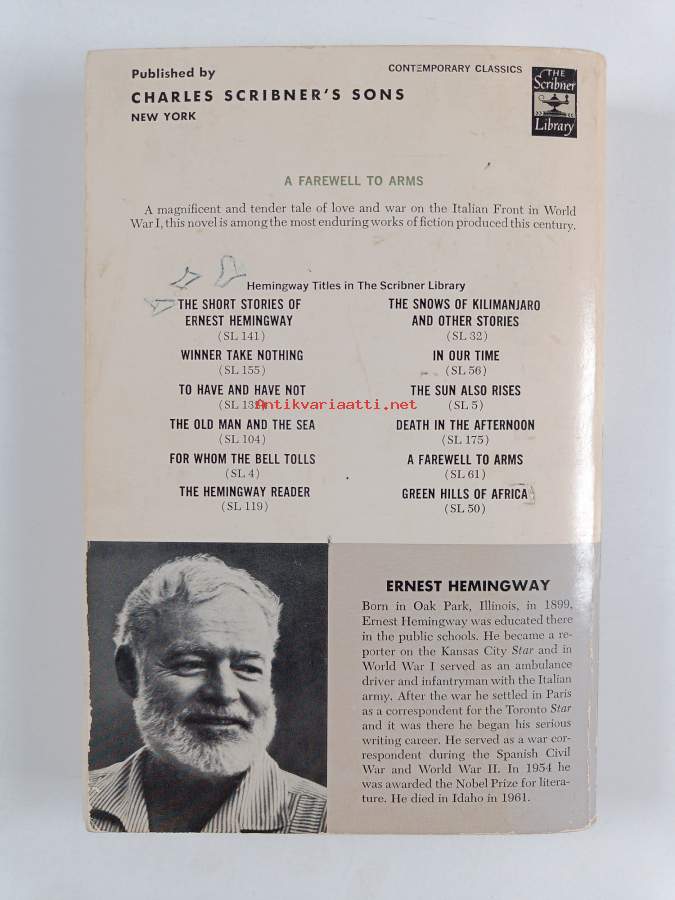 Published by
CHARLES SCRIBNER'S SONS
NEW YORK
CONTEMPORARY CLASSICS
THE
Scribner
Library
A FAREWELL TO ARMS
A magnificent and tender tale of love and war on the Italian Front in World
War I, this novel is among the most enduring works of fiction produced this century.
Hemingway Titles in The Scribner Library
THE SHORT STORIES OF
ERNEST HEMINGWAY
(SL 141)
WINNER TAKE NOTHING
(SL 155)
TO HAVE AND HAVE NOT
(SL
THE OLD MAN AND THE SEA
(SL 104)
FOR WHOM THE BELL TOLLS
(SL 4)
THE HEMINGWAY READER
(SL 119)
THE SNOWS OF KILIMANJARO
AND OTHER STORIES
(SL 32)
IN OUR TIME
(SL 56)
THE SUN ALSO RISES
(SL 5)
DEATH IN THE AFTERNOON
(SL 175)
A FAREWELL TO ARMS
(SL 61)
GREEN HILLS OF AFRICA
(SL 50)
Antikvariaatti.net
ERNEST HEMINGWAY
Born in Oak Park, Illinois, in 1899,
Ernest Hemingway was educated there
in the public schools. He became a re-
porter on the Kansas City Star and in
World War I served as an ambulance
driver and infantryman with the Italian
army. After the war he settled in Paris
as a correspondent for the Toronto Star
and it was there he began his serious
writing career. He served as a war cor-
respondent during the Spanish Civil
War and World War II. In 1954 he
was awarded the Nobel Prize for litera-
ture. He died in Idaho in 1961.